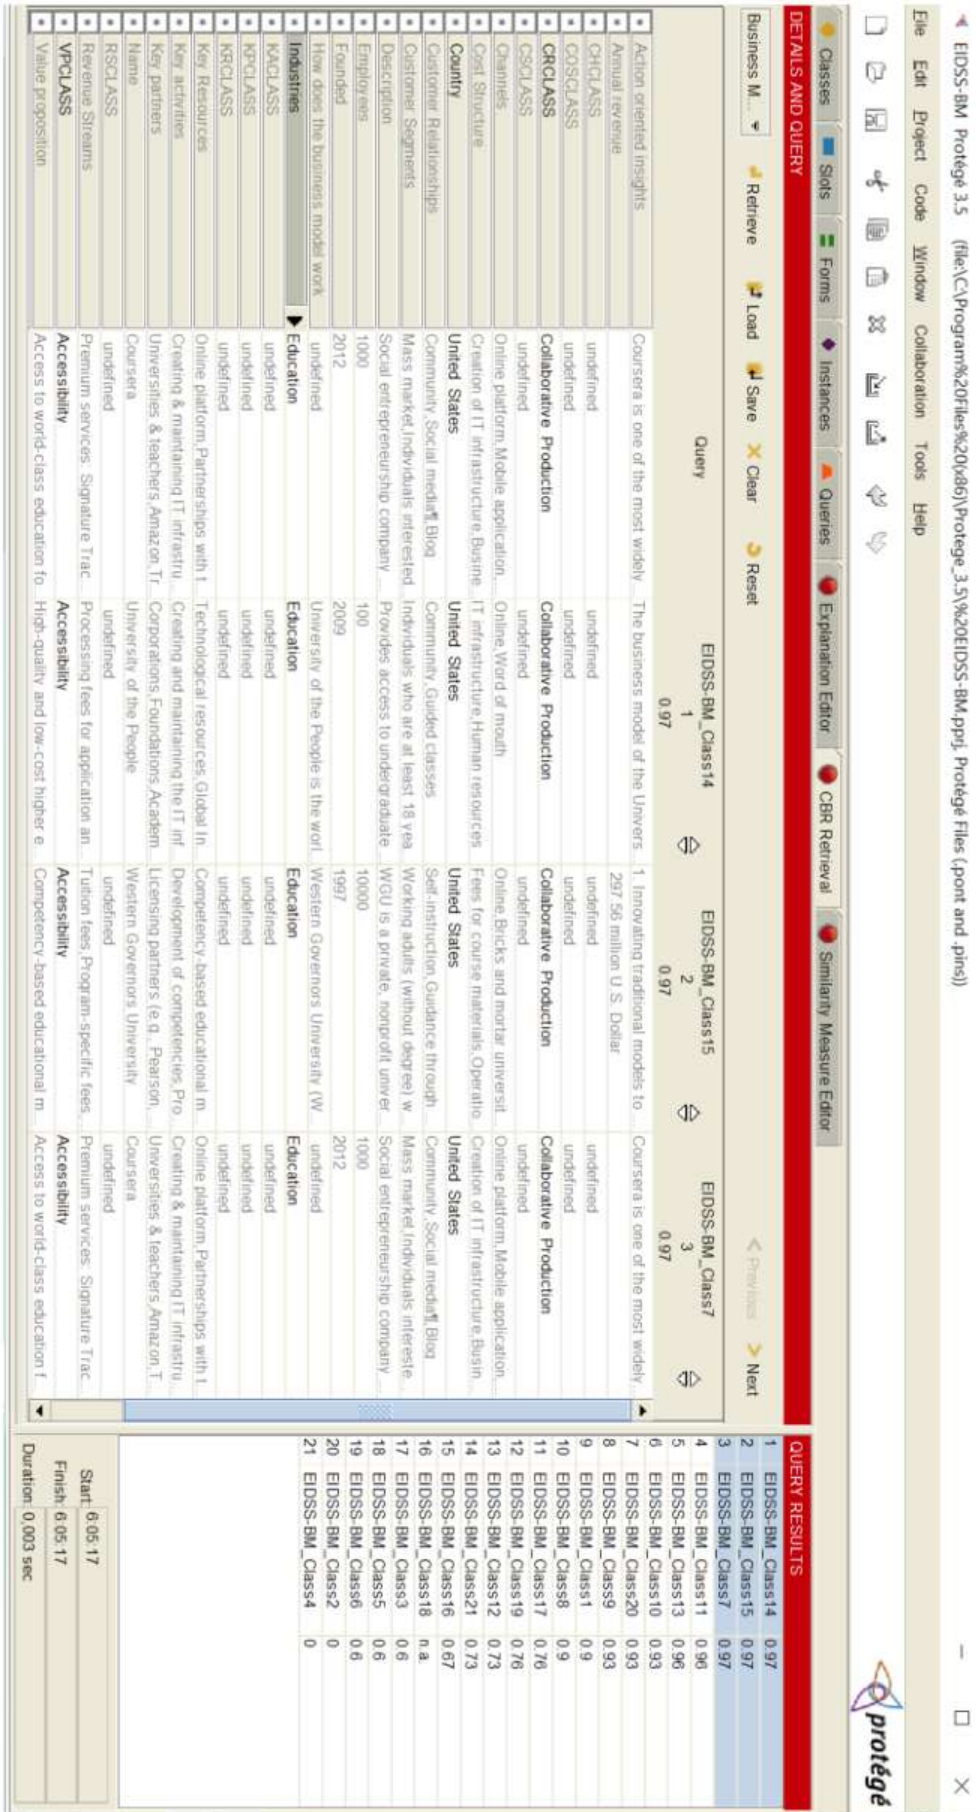 EIDSS-BM Protégé 3.5 (file:\C:\Program%20Files%20(x86)\Protege_3.5\%20EIDSS-BM.pprj, Protégé Files (.pont and .pins))
File Edit Project Code Window Collaboration Tools Help
protégé
Classes Slots Forms Instances Queries Explanation Editor CBR Retrieval Similarity Measure Editor
DETAILS AND QUERY
Business M... Retrieve Load Save Clear Reset < Previous > Next
Query EIDSS-BM_Class14 EIDSS-BM_Class15 EIDSS-BM_Class7
1 2 3
0.97 0.97 0.97
Action oriented insights Coursera is one of the most widely... The business model of the Univers... 1. Innovating traditional models to ... Coursera is one of the most widely...
Annual revenue 297.56 million U.S. Dollar
CHCLASS undefined undefined undefined undefined
COSCLASS undefined undefined undefined undefined
CRCLASS Collaborative Production Collaborative Production Collaborative Production Collaborative Production
CSCLASS undefined undefined undefined undefined
Channels Online platform,Mobile application... Online,Word of mouth Online,Bricks and mortar universit... Online platform,Mobile application...
Cost Structure Creation of IT infrastructure,Busine... IT infrastructure,Human resources... Fees for course materials,Operatio... Creation of IT infrastructure,Busin...
Country United States United States United States United States
Customer Relationships Community,Social media¶,Blog Community,Guided classes Self-instruction,Guidance through ... Community,Social media¶,Blog
Customer Segments Mass market,Individuals interested... Individuals who are at least 18 yea... Working adults (without degree) w... Mass market,Individuals intereste...
Description Social entrepreneurship company ... Provides access to undergraduate... WGU is a private, nonprofit univer... Social entrepreneurship company ...
Employees 1000 100 10000 1000
Founded 2012 2009 1997 2012
How does the business model work undefined University of the People is the worl... Western Governors University (W... undefined
Industries Education Education Education Education
KACLASS undefined undefined undefined undefined
KPCLASS undefined undefined undefined undefined
KRCLASS undefined undefined undefined undefined
Key Resources Online platform,Partnerships with t... Technological resources,Global In... Competency-based educational m... Online platform,Partnerships with t...
Key activities Creating & maintaining IT infrastru... Creating and maintaining the IT inf... Development of competencies,Pro... Creating & maintaining IT infrastru...
Key partners Universities & teachers,Amazon,Tr... Corporations,Foundations,Academ... Licensing partners (e.g., Pearson,... Universities & teachers,Amazon,T...
Name Coursera University of the People Western Governors University Coursera
RSCLASS undefined undefined undefined undefined
Revenue Streams Premium services: Signature Trac... Processing fees for application an... Tuition fees,Program-specific fees... Premium services: Signature Trac...
VPCLASS Accessibility Accessibility Accessibility Accessibility
Value proposition Access to world-class education fo... High-quality and low-cost higher e... Competency-based educational m... Access to world-class education f...
QUERY RESULTS
1 EIDSS-BM_Class14 0.97
2 EIDSS-BM_Class15 0.97
3 EIDSS-BM_Class7 0.97
4 EIDSS-BM_Class11 0.96
5 EIDSS-BM_Class13 0.96
6 EIDSS-BM_Class10 0.93
7 EIDSS-BM_Class20 0.93
8 EIDSS-BM_Class9 0.93
9 EIDSS-BM_Class1 0.9
10 EIDSS-BM_Class8 0.9
11 EIDSS-BM_Class17 0.76
12 EIDSS-BM_Class19 0.76
13 EIDSS-BM_Class12 0.73
14 EIDSS-BM_Class21 0.73
15 EIDSS-BM_Class16 0.67
16 EIDSS-BM_Class18 n.a.
17 EIDSS-BM_Class3 0.6
18 EIDSS-BM_Class5 0.6
19 EIDSS-BM_Class6 0.6
20 EIDSS-BM_Class2 0
21 EIDSS-BM_Class4 0
Start: 6:05:17
Finish: 6:05:17
Duration: 0,003 sec